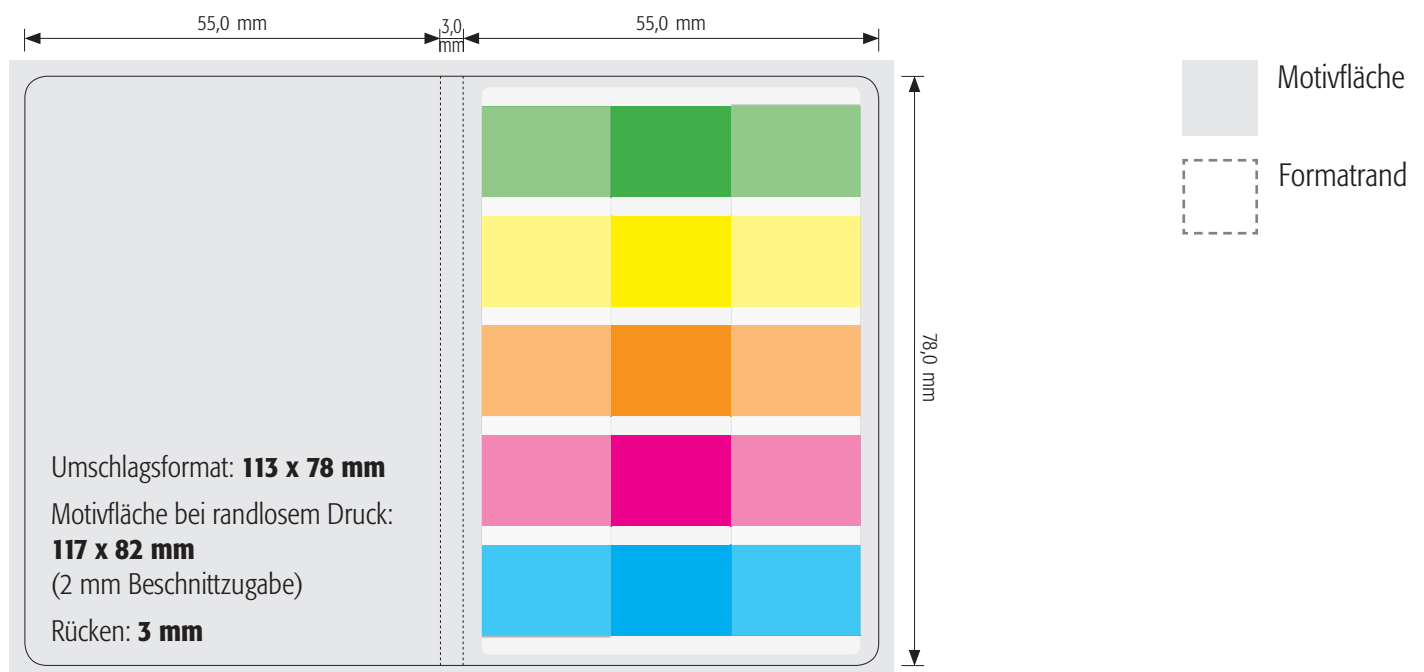 55,0 mm
3,0
mm
55,0 mm
Motivfläche
Formatrand
78,0 mm
Umschlagsformat: 113 x 78 mm
Motivfläche bei randlosem Druck:
117 x 82 mm
(2 mm Beschnittzugabe)
Rücken: 3 mm